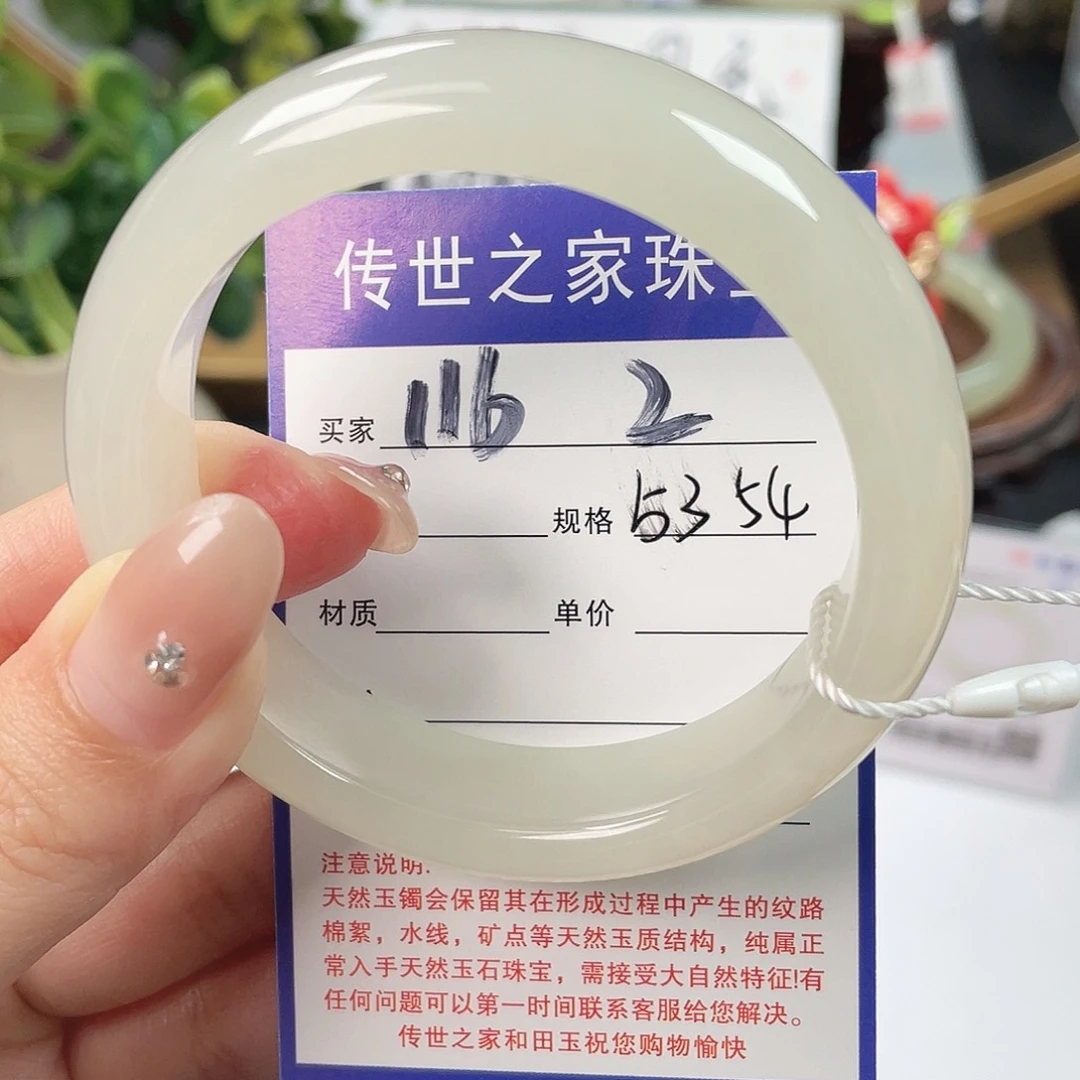 传世之家珠
买家 116 2
规格 53 54
材质 单价
注意说明:
天然玉镯会保留其在形成过程中产生的纹路
棉絮，水线，矿点等天然玉质结构，纯属正
常入手天然玉石珠宝，需接受大自然特征!有
任何问题可以第一时间联系客服给您解决。
传世之家和田玉祝您购物愉快